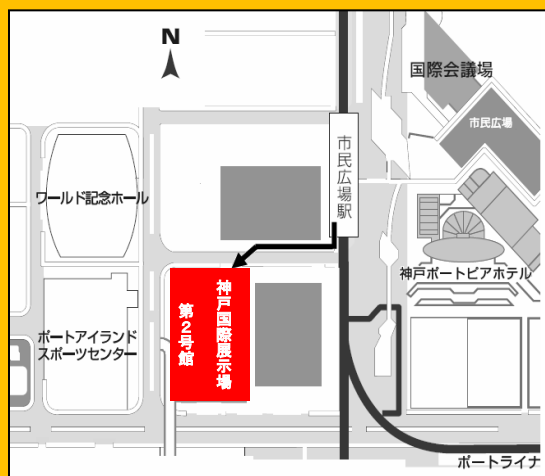 N
国際会議場
市民広場
市民広場駅
ワールド記念ホール
神戸ポートピアホテル
神戸国際展示場
第2号館
ポートアイランド
スポーツセンター
ポートライナ